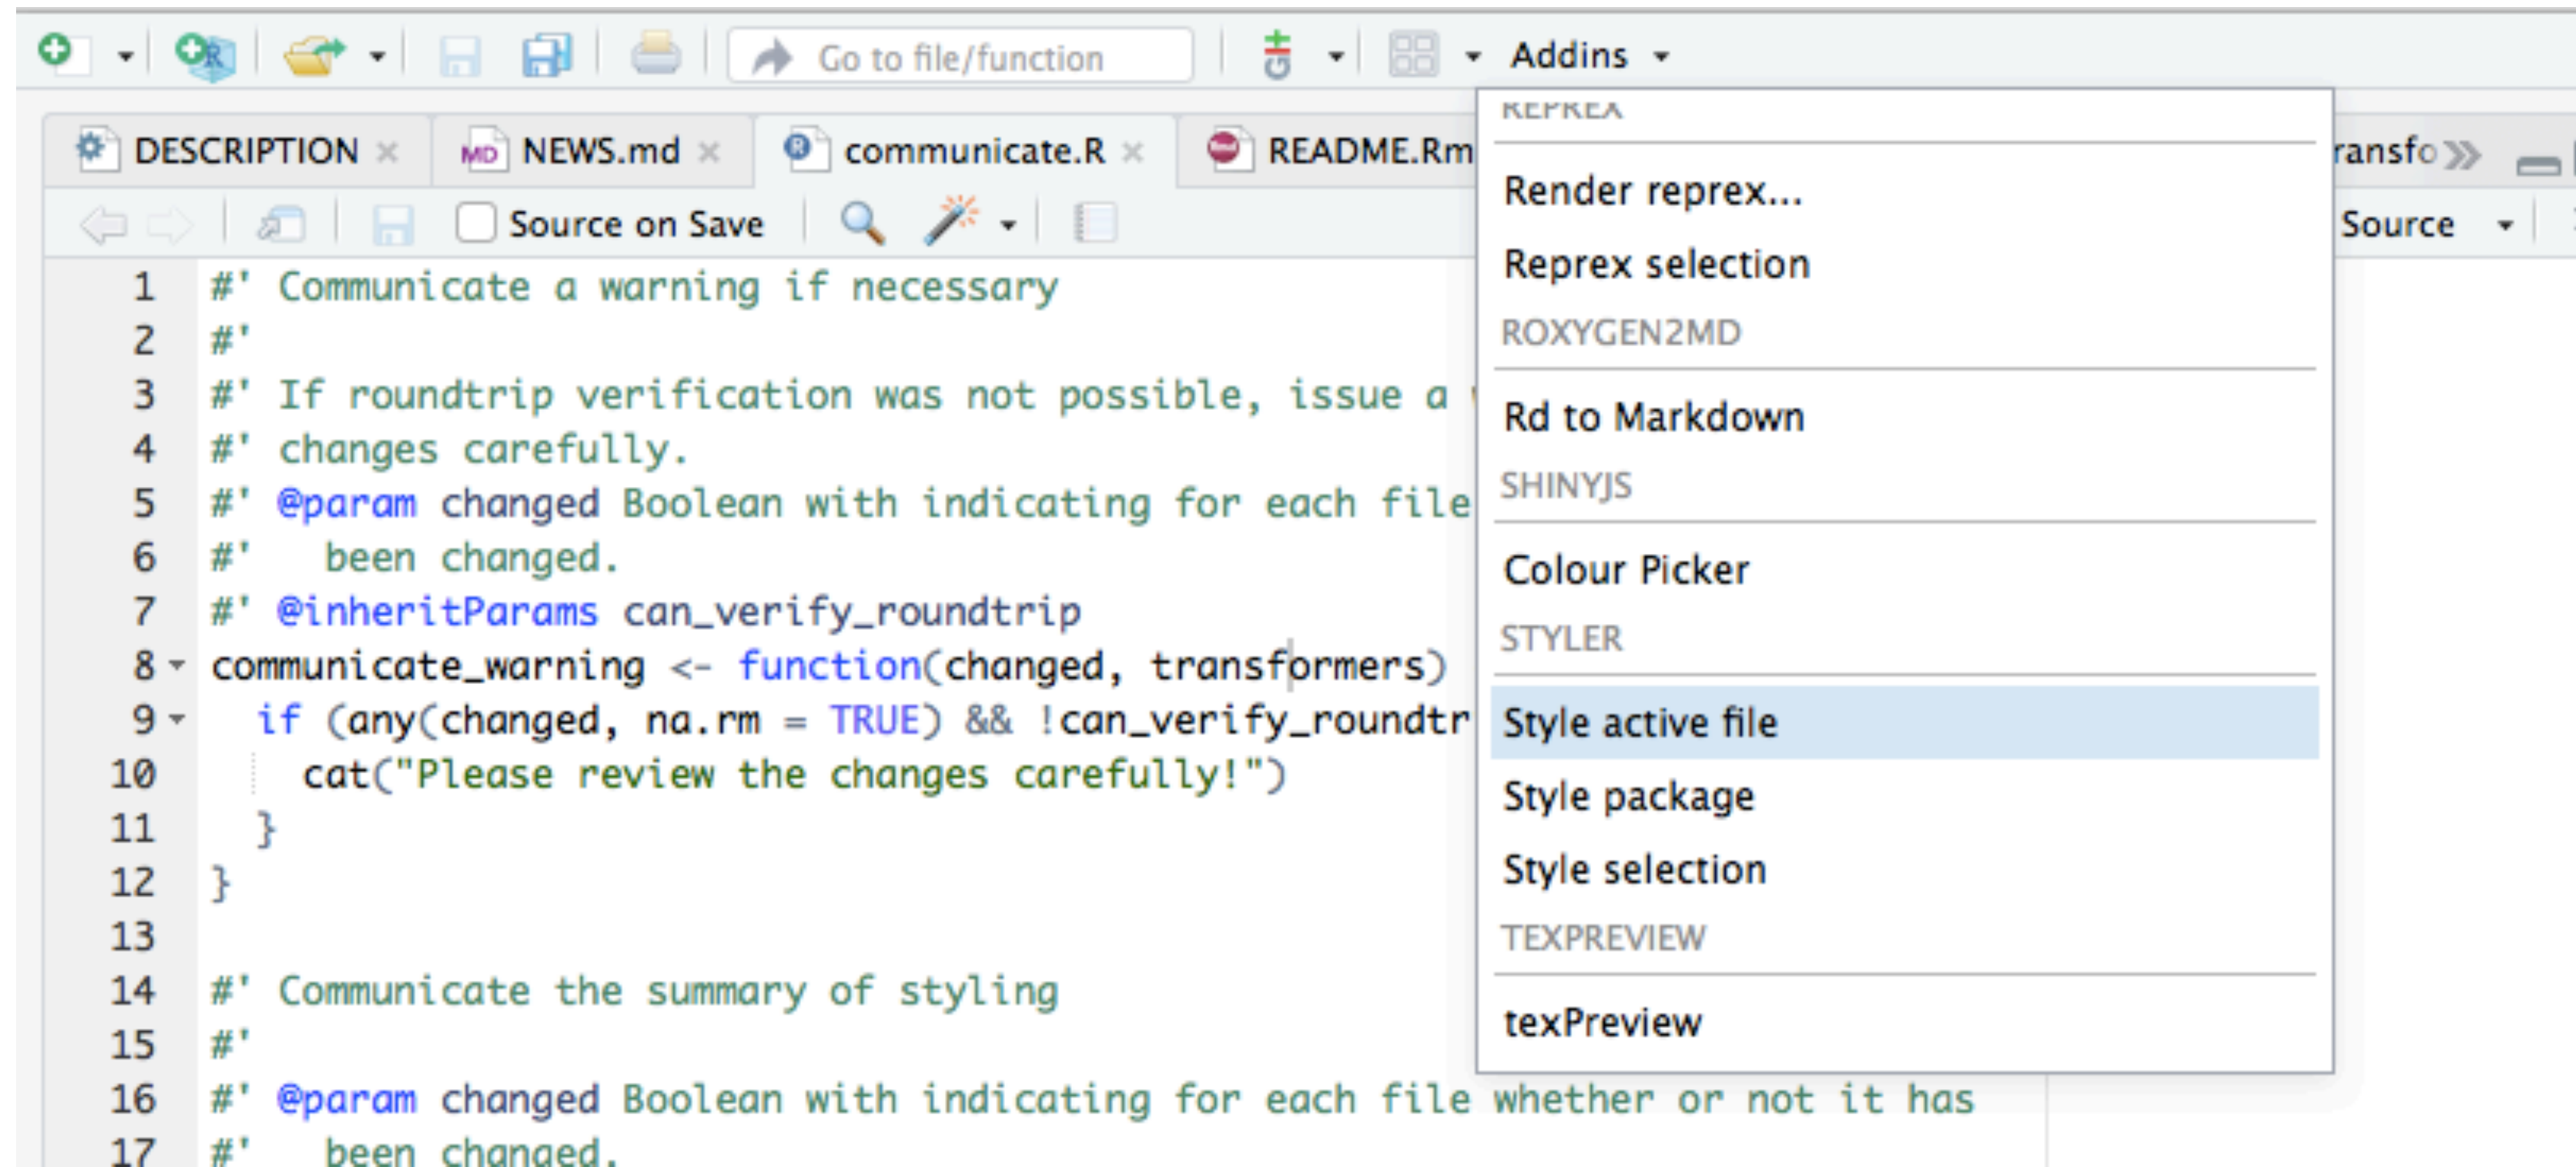 Go to file/function Addins
DESCRIPTION NEWS.md communicate.R README.Rm ransfo
Source on Save Source
1 #' Communicate a warning if necessary
2 #'
3 #' If roundtrip verification was not possible, issue a
4 #' changes carefully.
5 #' @param changed Boolean with indicating for each file
6 #'   been changed.
7 #' @inheritParams can_verify_roundtrip
8 communicate_warning <- function(changed, transformers)
9   if (any(changed, na.rm = TRUE) && !can_verify_roundtr
10     cat("Please review the changes carefully!")
11   }
12 }
13
14 #' Communicate the summary of styling
15 #'
16 #' @param changed Boolean with indicating for each file whether or not it has
17 #'   been changed.
REPREX
Render reprex...
Reprex selection
ROXYGEN2MD
Rd to Markdown
SHINYJS
Colour Picker
STYLER
Style active file
Style package
Style selection
TEXPREVIEW
texPreview